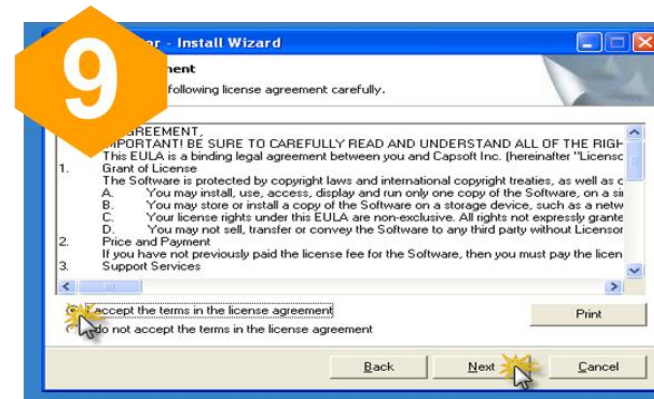 9
- Install Wizard
following license agreement carefully.
AGREEMENT,
IMPORTANT! BE SURE TO CAREFULLY READ AND UNDERSTAND ALL OF THE RIGH
This EULA is a binding legal agreement between you and Capsoft Inc. (hereinafter "Licenso
1. Grant of License
The Software is protected by copyright laws and international copyright treaties, as well as c
A. You may install, use, access, display and run only one copy of the Software, on a si
B. You may store or install a copy of the Software on a storage device, such as a netw
C. Your license rights under this EULA are non-exclusive. All rights not expressly grante
D. You may not sell, transfer or convey the Software to any third party without Licensor
2. Price and Payment
If you have not previously paid the license fee for the Software, then you must pay the licen
3. Support Services
accept the terms in the license agreement
Print
do not accept the terms in the license agreement
Back Next Cancel